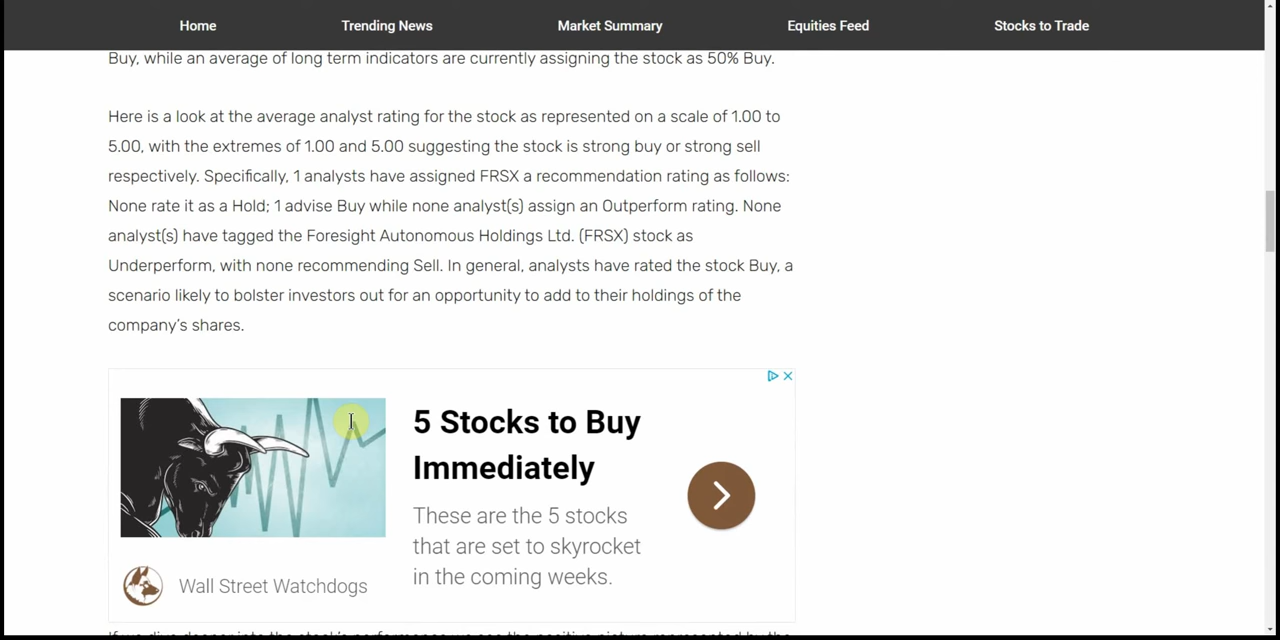 Home Trending News Market Summary Equities Feed Stocks to Trade
Buy, while an average of long term indicators are currently assigning the stock as 50% Buy.
Here is a look at the average analyst rating for the stock as represented on a scale of 1.00 to
5.00, with the extremes of 1.00 and 5.00 suggesting the stock is strong buy or strong sell
respectively. Specifically, 1 analysts have assigned FRSX a recommendation rating as follows:
None rate it as a Hold; 1 advise Buy while none analyst(s) assign an Outperform rating. None
analyst(s) have tagged the Foresight Autonomous Holdings Ltd. (FRSX) stock as
Underperform, with none recommending Sell. In general, analysts have rated the stock Buy, a
scenario likely to bolster investors out for an opportunity to add to their holdings of the
company's shares.
5 Stocks to Buy
Immediately
These are the 5 stocks
that are set to skyrocket
in the coming weeks.
Wall Street Watchdogs